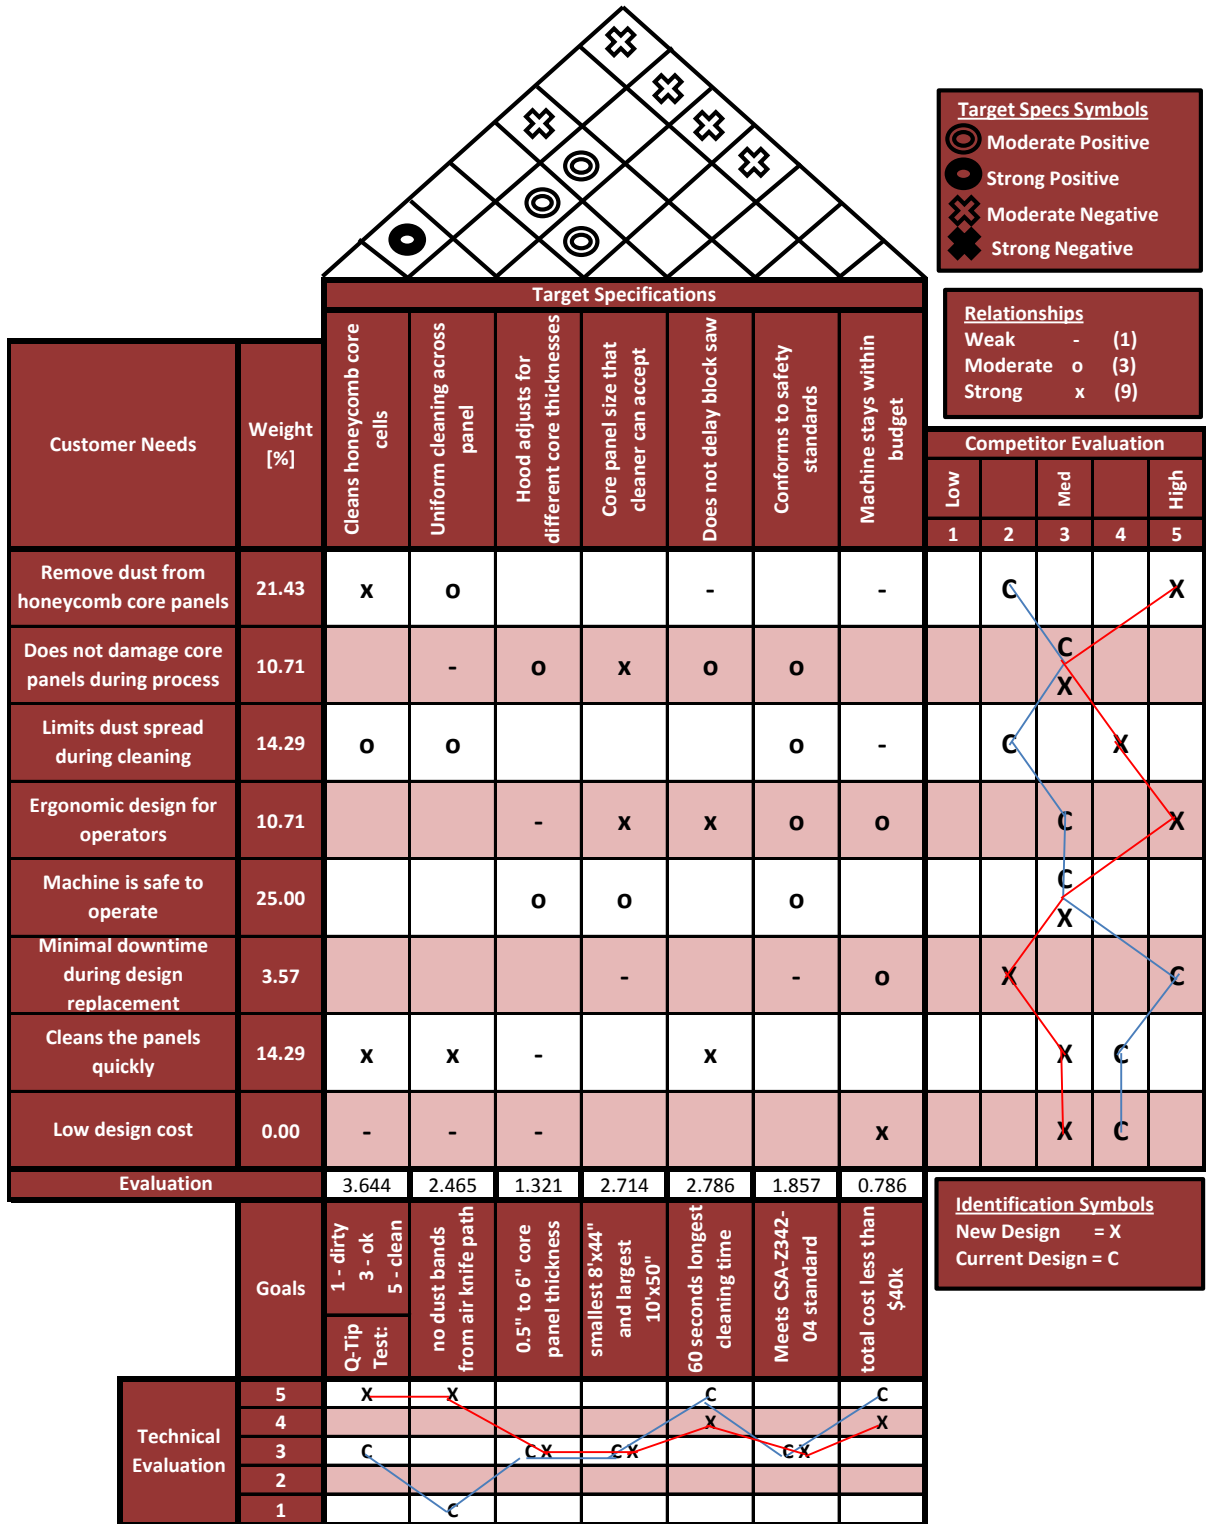 Target Specs Symbols
Moderate Positive
Strong Positive
Moderate Negative
Strong Negative
Relationships
Weak - (1)
Moderate o (3)
Strong x (9)
Target Specifications
Customer Needs
Weight
[%]
Cleans honeycomb core
cells
Uniform cleaning across
panel
Hood adjusts for
different core thicknesses
Core panel size that
cleaner can accept
Does not delay block saw
Conforms to safety
standards
Machine stays within
budget
Competitor Evaluation
Low Med High
1 2 3 4 5
Remove dust from
honeycomb core panels
21.43 x o - - C X
Does not damage core
panels during process
10.71 - o x o o C
X
Limits dust spread
during cleaning
14.29 o o o - C X
Ergonomic design for
operators
10.71 - x x o o C X
Machine is safe to
operate
25.00 o o o C
X
Minimal downtime
during design
replacement
3.57 - - o X C
Cleans the panels
quickly
14.29 x x - x X C
Low design cost 0.00 - - - x X C
Evaluation 3.644 2.465 1.321 2.714 2.786 1.857 0.786
Identification Symbols
New Design = X
Current Design = C
Goals
1 - dirty
3 - ok
5 - clean
Q-Tip
Test:
no dust bands
from air knife path
0.5" to 6" core
panel thickness
smallest 8'x44"
and largest
10'x50"
60 seconds longest
cleaning time
Meets CSA-Z342-
04 standard
total cost less than
$40k
Technical
Evaluation
5 X X C C
4 X X
3 C C X C X C X
2
1 C